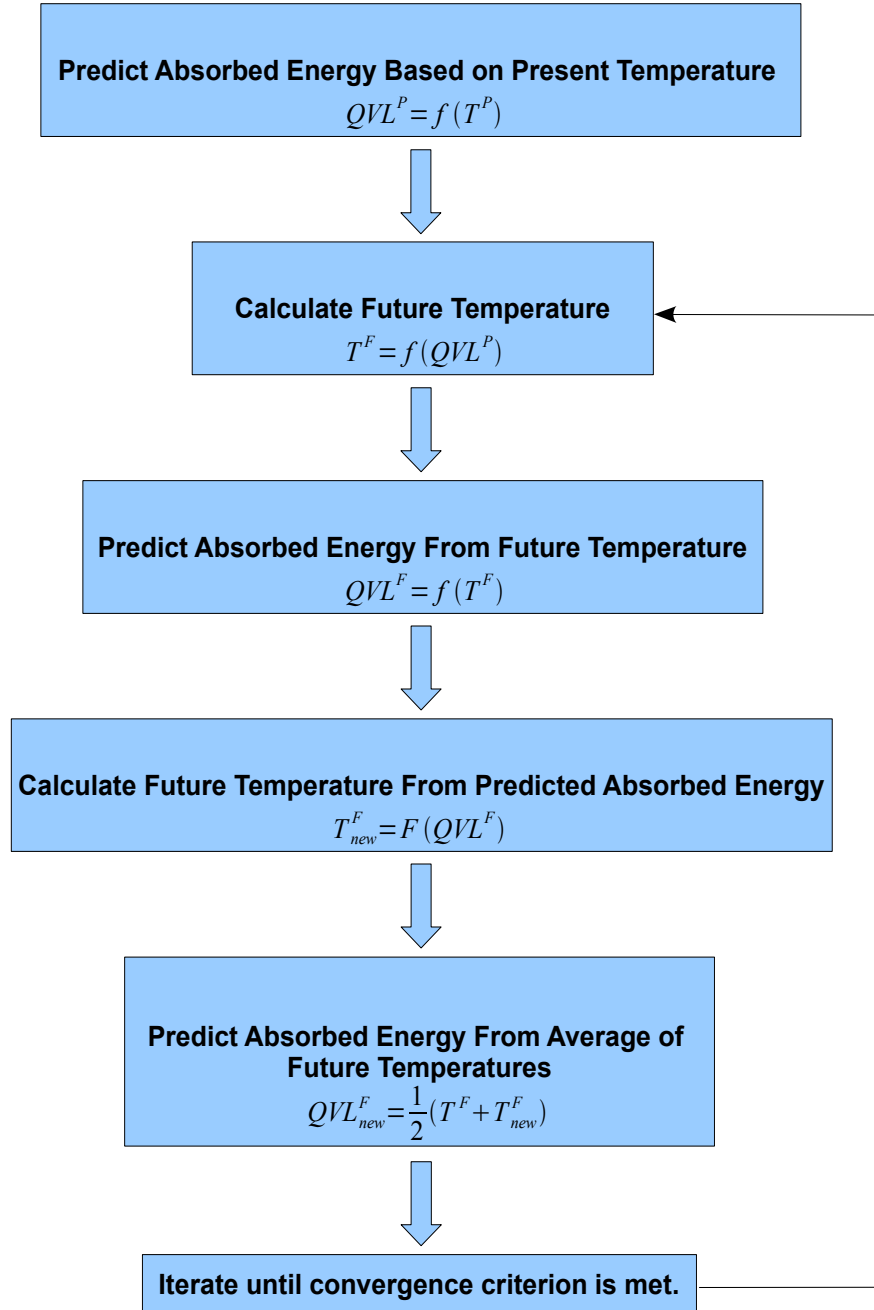 Predict Absorbed Energy Based on Present Temperature
QVL^P = f(T^P)
Calculate Future Temperature
T^F = f(QVL^P)
Predict Absorbed Energy From Future Temperature
QVL^F = f(T^F)
Calculate Future Temperature From Predicted Absorbed Energy
T^F_new = F(QVL^F)
Predict Absorbed Energy From Average of
Future Temperatures
QVL^F_new = 1/2 (T^F + T^F_new)
Iterate until convergence criterion is met.